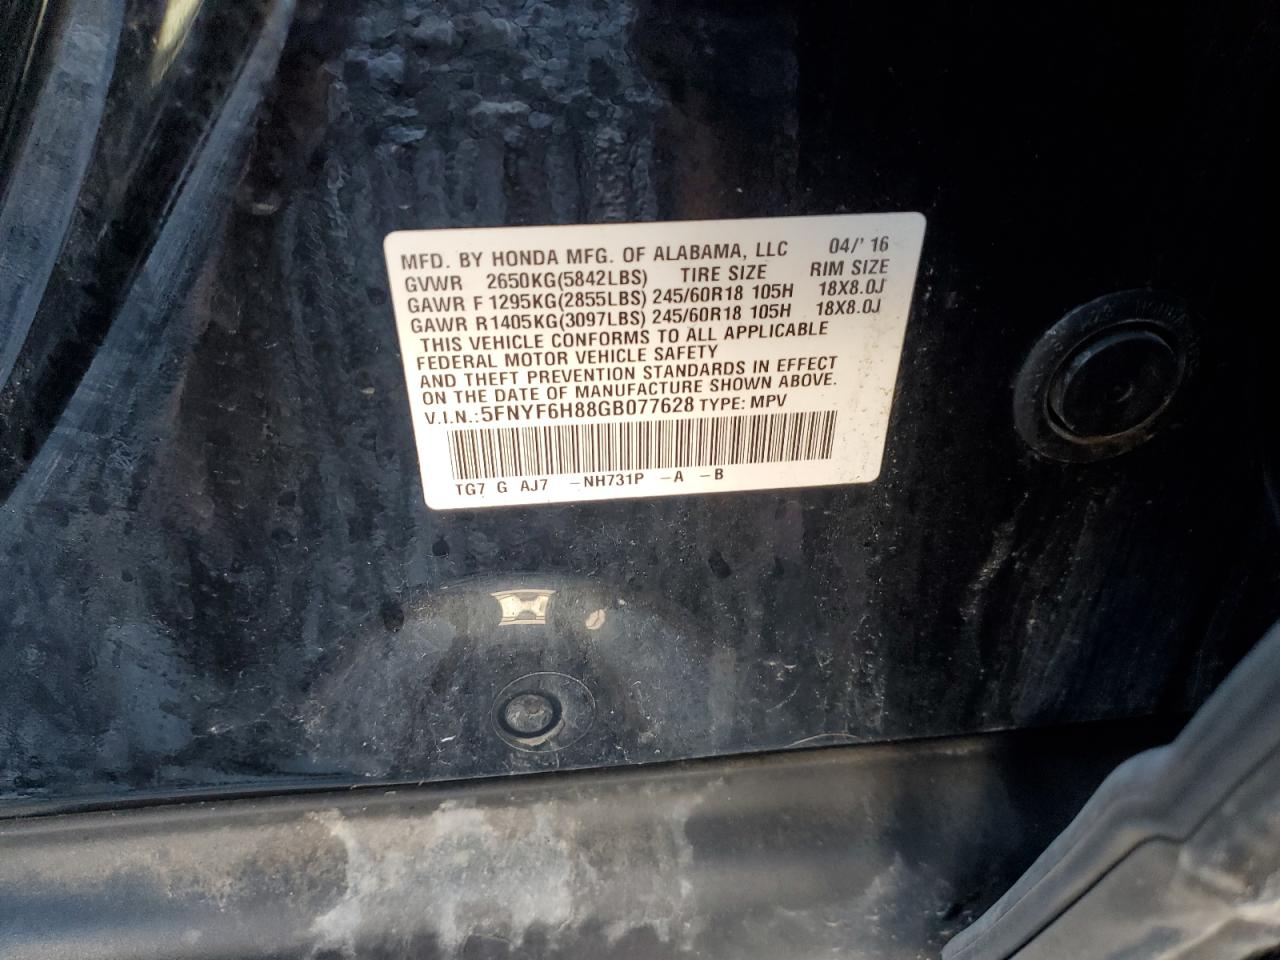 MFD. BY HONDA MFG. OF ALABAMA, LLC 04/'16
GVWR 2650KG(5842LBS) TIRE SIZE RIM SIZE
GAWR F 1295KG(2855LBS) 245/60R18 105H 18X8.0J
GAWR R1405KG(3097LBS) 245/60R18 105H 18X8.0J
THIS VEHICLE CONFORMS TO ALL APPLICABLE
FEDERAL MOTOR VEHICLE SAFETY
AND THEFT PREVENTION STANDARDS IN EFFECT
ON THE DATE OF MANUFACTURE SHOWN ABOVE.
V.I.N.:5FNYF6H88GB077628 TYPE: MPV
TG7 G AJ7 -NH731P -A -B